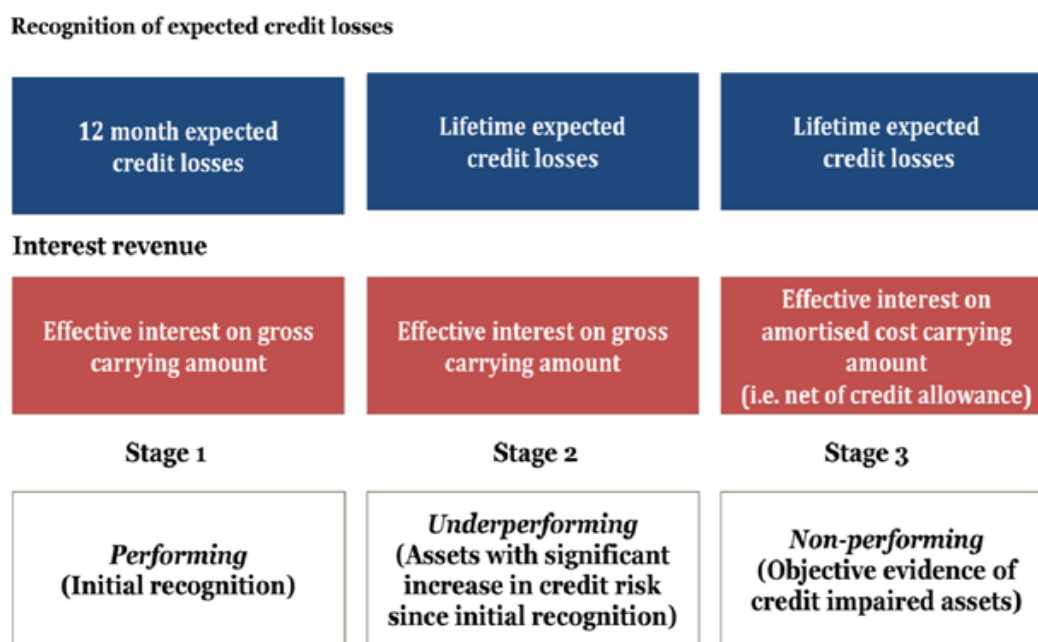 Recognition of expected credit losses
12 month expected
credit losses
Lifetime expected
credit losses
Lifetime expected
credit losses
Interest revenue
Effective interest on gross
carrying amount
Effective interest on gross
carrying amount
Effective interest on
amortised cost carrying
amount
(i.e. net of credit allowance)
Stage 1
Stage 2
Stage 3
Performing
(Initial recognition)
Underperforming
(Assets with significant
increase in credit risk
since initial recognition)
Non-performing
(Objective evidence of
credit impaired assets)